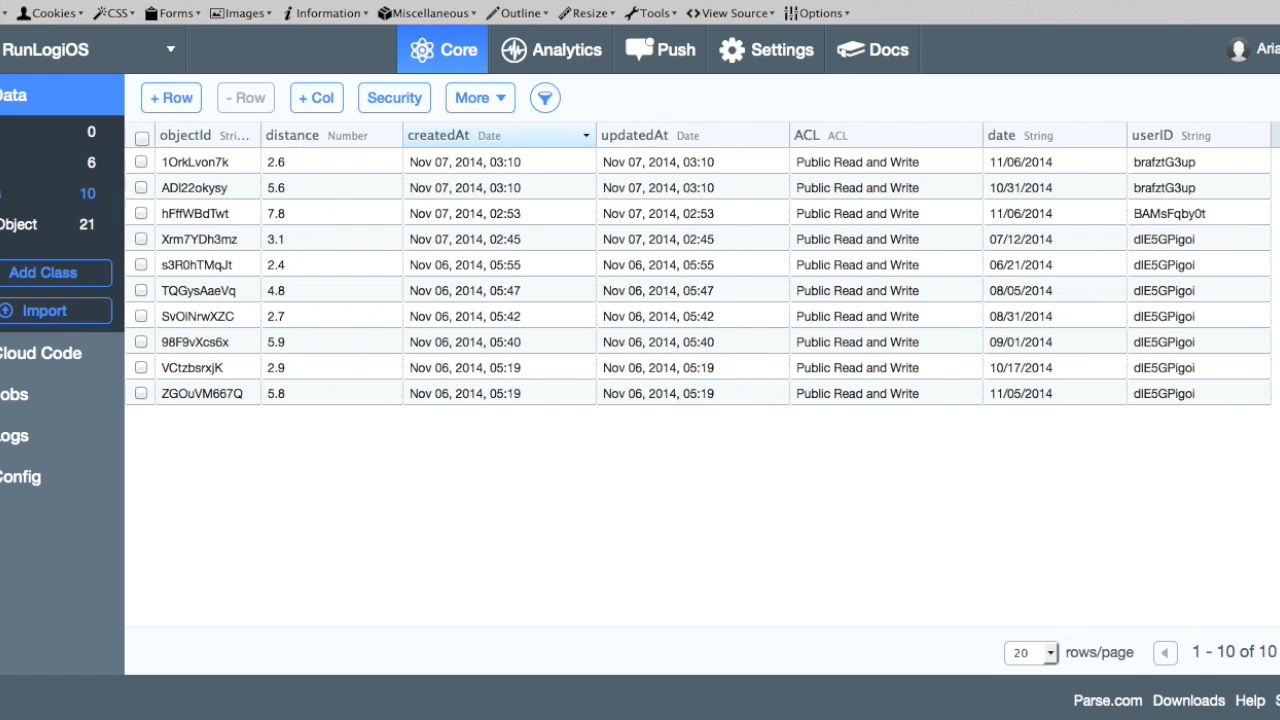 Cookies CSS Forms Images Information Miscellaneous Outline Resize Tools View Source Options
RunLogiOS Core Analytics Push Settings Docs Aria
Data + Row - Row + Col Security More
objectId Stri... distance Number createdAt Date updatedAt Date ACL ACL date String userID String
0
1OrkLvon7k 2.6 Nov 07, 2014, 03:10 Nov 07, 2014, 03:10 Public Read and Write 11/06/2014 brafztG3up
6
ADl22okysy 5.6 Nov 07, 2014, 03:10 Nov 07, 2014, 03:10 Public Read and Write 10/31/2014 brafztG3up
s 10
hFffWBdTwt 7.8 Nov 07, 2014, 02:53 Nov 07, 2014, 02:53 Public Read and Write 11/06/2014 BAMsFqby0t
Object 21
Xrm7YDh3mz 3.1 Nov 07, 2014, 02:45 Nov 07, 2014, 02:45 Public Read and Write 07/12/2014 dlE5GPigoi
s3R0hTMqJt 2.4 Nov 06, 2014, 05:55 Nov 06, 2014, 05:55 Public Read and Write 06/21/2014 dlE5GPigoi
Add Class
TQGysAaeVq 4.8 Nov 06, 2014, 05:47 Nov 06, 2014, 05:47 Public Read and Write 08/05/2014 dlE5GPigoi
Import
SvOiNrwXZC 2.7 Nov 06, 2014, 05:42 Nov 06, 2014, 05:42 Public Read and Write 08/31/2014 dlE5GPigoi
98F9vXcs6x 5.9 Nov 06, 2014, 05:40 Nov 06, 2014, 05:40 Public Read and Write 09/01/2014 dlE5GPigoi
Cloud Code
VCtzbsrxjK 2.9 Nov 06, 2014, 05:19 Nov 06, 2014, 05:19 Public Read and Write 10/17/2014 dlE5GPigoi
ZGOuVM667Q 5.8 Nov 06, 2014, 05:19 Nov 06, 2014, 05:19 Public Read and Write 11/05/2014 dlE5GPigoi
obs
Logs
Config
20 rows/page 1 - 10 of 10
Parse.com Downloads Help S